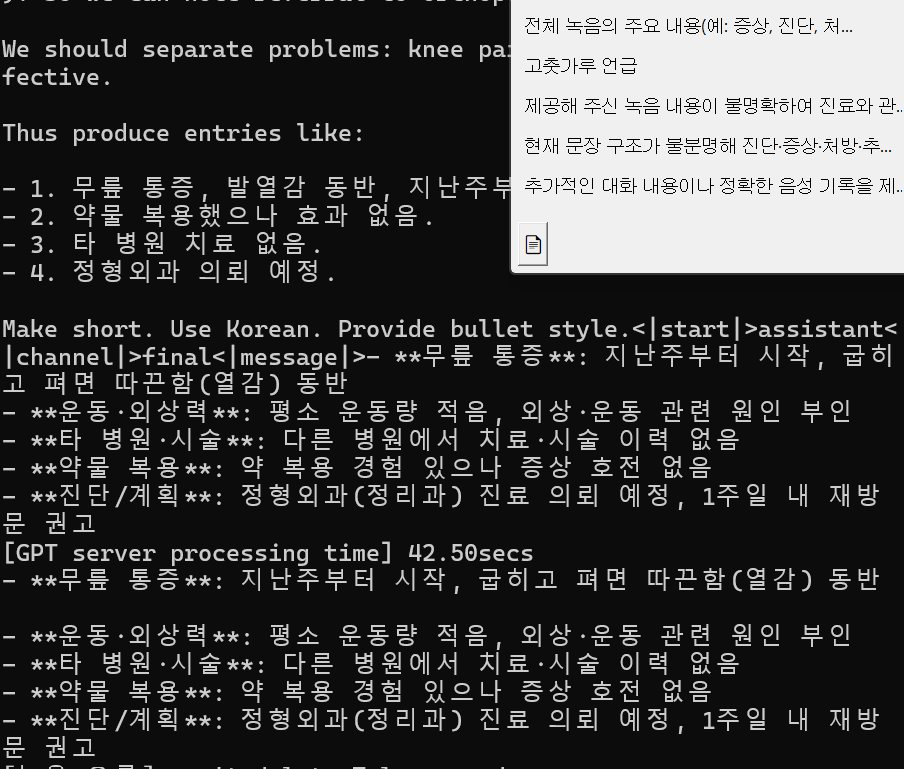 We should separate problems: knee pai
fective.
Thus produce entries like:
- 1. 무릎 통증, 발열감 동반, 지난주부
- 2. 약물 복용했으나 효과 없음.
- 3. 타 병원 치료 없음.
- 4. 정형외과 의뢰 예정.
Make short. Use Korean. Provide bullet style.<|start|>assistant<
|channel|>final<|message|>- **무릎 통증**: 지난주부터 시작, 굽히
고 펴면 따끈함(열감) 동반
- **운동·외상력**: 평소 운동량 적음, 외상·운동 관련 원인 부인
- **타 병원·시술**: 다른 병원에서 치료·시술 이력 없음
- **약물 복용**: 약 복용 경험 있으나 증상 호전 없음
- **진단/계획**: 정형외과(정리과) 진료 의뢰 예정, 1주일 내 재방
문 권고
[GPT server processing time] 42.50secs
- **무릎 통증**: 지난주부터 시작, 굽히고 펴면 따끈함(열감) 동반
- **운동·외상력**: 평소 운동량 적음, 외상·운동 관련 원인 부인
- **타 병원·시술**: 다른 병원에서 치료·시술 이력 없음
- **약물 복용**: 약 복용 경험 있으나 증상 호전 없음
- **진단/계획**: 정형외과(정리과) 진료 의뢰 예정, 1주일 내 재방
문 권고
전체 녹음의 주요 내용(예: 증상, 진단, 처...
고춧가루 언급
제공해 주신 녹음 내용이 불명확하여 진료와 관...
현재 문장 구조가 불분명해 진단·증상·처방·추...
추가적인 대화 내용이나 정확한 음성 기록을 제...